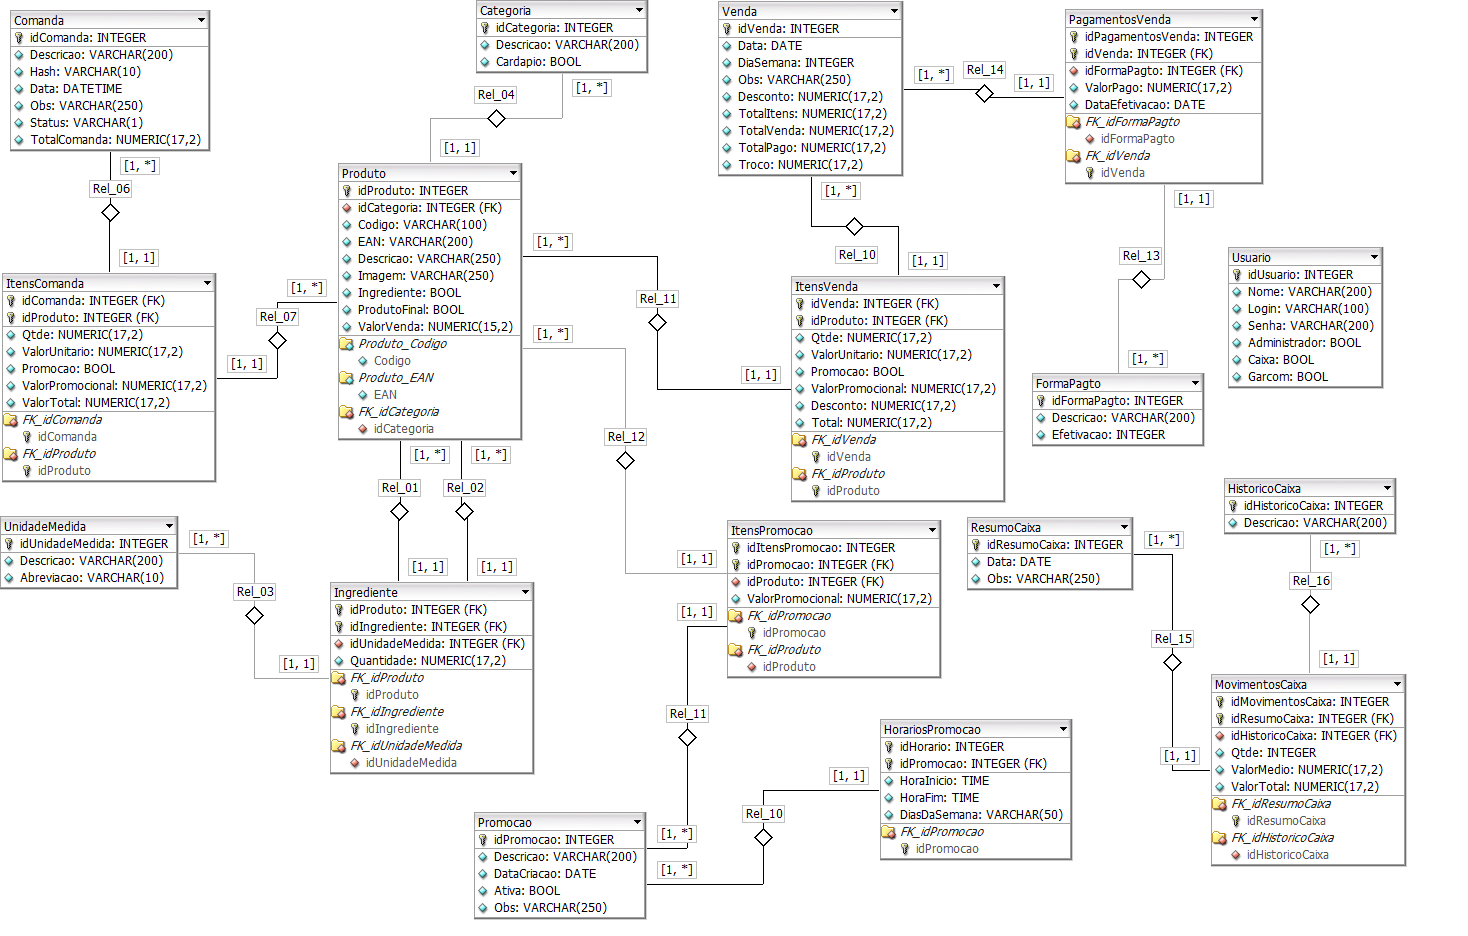 Comanda
idComanda: INTEGER
Descricao: VARCHAR(200)
Hash: VARCHAR(10)
Data: DATETIME
Obs: VARCHAR(250)
Status: VARCHAR(1)
TotalComanda: NUMERIC(17,2)
[1, *]
Rel_06
[1, 1]
Categoria
idCategoria: INTEGER
Descricao: VARCHAR(200)
Cardapio: BOOL
[1, *]
Rel_04
[1, 1]
Venda
idVenda: INTEGER
Data: DATE
DiaSemana: INTEGER
Obs: VARCHAR(250)
Desconto: NUMERIC(17,2)
TotalItens: NUMERIC(17,2)
TotalVenda: NUMERIC(17,2)
TotalPago: NUMERIC(17,2)
Troco: NUMERIC(17,2)
[1, *]
Rel_14
[1, 1]
PagamentosVenda
idPagamentosVenda: INTEGER
idVenda: INTEGER (FK)
idFormaPagto: INTEGER (FK)
ValorPago: NUMERIC(17,2)
DataEfetivacao: DATE
FK_idFormaPagto
idFormaPagto
FK_idVenda
idVenda
[1, 1]
Rel_13
[1, *]
Produto
idProduto: INTEGER
idCategoria: INTEGER (FK)
Codigo: VARCHAR(100)
EAN: VARCHAR(200)
Descricao: VARCHAR(250)
Imagem: VARCHAR(250)
Ingrediente: BOOL
ProdutoFinal: BOOL
ValorVenda: NUMERIC(15,2)
Produto_Codigo
Codigo
Produto_EAN
EAN
FK_idCategoria
idCategoria
[1, *]
Rel_10
[1, 1]
[1, *]
Rel_11
[1, 1]
[1, *]
Rel_12
[1, 1]
Usuario
idUsuario: INTEGER
Nome: VARCHAR(200)
Login: VARCHAR(100)
Senha: VARCHAR(200)
Administrador: BOOL
Caixa: BOOL
Garcom: BOOL
ItensComanda
idComanda: INTEGER (FK)
idProduto: INTEGER (FK)
Qtde: NUMERIC(17,2)
ValorUnitario: NUMERIC(17,2)
Promocao: BOOL
ValorPromocional: NUMERIC(17,2)
ValorTotal: NUMERIC(17,2)
FK_idComanda
idComanda
FK_idProduto
idProduto
[1, *]
Rel_07
[1, 1]
ItensVenda
idVenda: INTEGER (FK)
idProduto: INTEGER (FK)
Qtde: NUMERIC(17,2)
ValorUnitario: NUMERIC(17,2)
Promocao: BOOL
ValorPromocional: NUMERIC(17,2)
Desconto: NUMERIC(17,2)
Total: NUMERIC(17,2)
FK_idVenda
idVenda
FK_idProduto
idProduto
FormaPagto
idFormaPagto: INTEGER
Descricao: VARCHAR(200)
Efetivacao: INTEGER
[1, *]
[1, *]
Rel_01
Rel_02
[1, 1]
[1, 1]
UnidadeMedida
idUnidadeMedida: INTEGER
Descricao: VARCHAR(200)
Abreviacao: VARCHAR(10)
[1, *]
Rel_03
[1, 1]
Ingrediente
idProduto: INTEGER (FK)
idIngrediente: INTEGER (FK)
idUnidadeMedida: INTEGER (FK)
Quantidade: NUMERIC(17,2)
FK_idProduto
idProduto
FK_idIngrediente
idIngrediente
FK_idUnidadeMedida
idUnidadeMedida
ItensPromocao
idItensPromocao: INTEGER
idPromocao: INTEGER (FK)
idProduto: INTEGER (FK)
ValorPromocional: NUMERIC(17,2)
FK_idPromocao
idPromocao
FK_idProduto
idProduto
[1, 1]
Rel_11
[1, *]
ResumoCaixa
idResumoCaixa: INTEGER
Data: DATE
Obs: VARCHAR(250)
[1, *]
Rel_15
[1, 1]
HistoricoCaixa
idHistoricoCaixa: INTEGER
Descricao: VARCHAR(200)
[1, *]
Rel_16
[1, 1]
MovimentosCaixa
idMovimentosCaixa: INTEGER
idResumoCaixa: INTEGER (FK)
idHistoricoCaixa: INTEGER (FK)
Qtde: INTEGER
ValorMedio: NUMERIC(17,2)
ValorTotal: NUMERIC(17,2)
FK_idResumoCaixa
idResumoCaixa
FK_idHistoricoCaixa
idHistoricoCaixa
HorariosPromocao
idHorario: INTEGER
idPromocao: INTEGER (FK)
HoraInicio: TIME
HoraFim: TIME
DiasDaSemana: VARCHAR(50)
FK_idPromocao
idPromocao
[1, 1]
Rel_10
[1, *]
Promocao
idPromocao: INTEGER
Descricao: VARCHAR(200)
DataCriacao: DATE
Ativa: BOOL
Obs: VARCHAR(250)